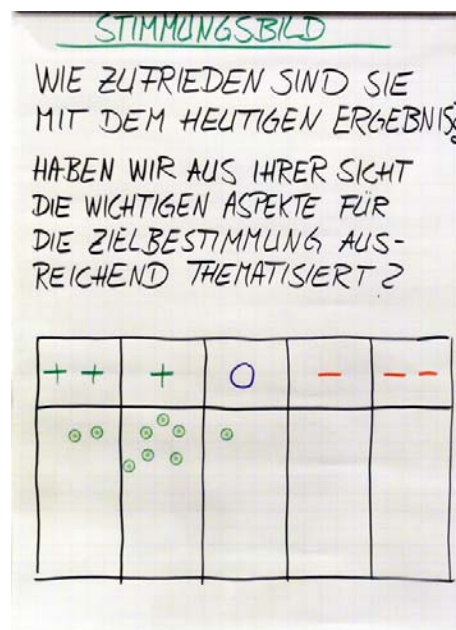 STIMMUNGSBILD
WIE ZUFRIEDEN SIND SIE
MIT DEM HEUTIGEN ERGEBNIS?
HABEN WIR AUS IHRER SICHT
DIE WICHTIGEN ASPEKTE FÜR
DIE ZIELBESTIMMUNG AUS-
REICHEND THEMATISIERT?
+ + + O - - -